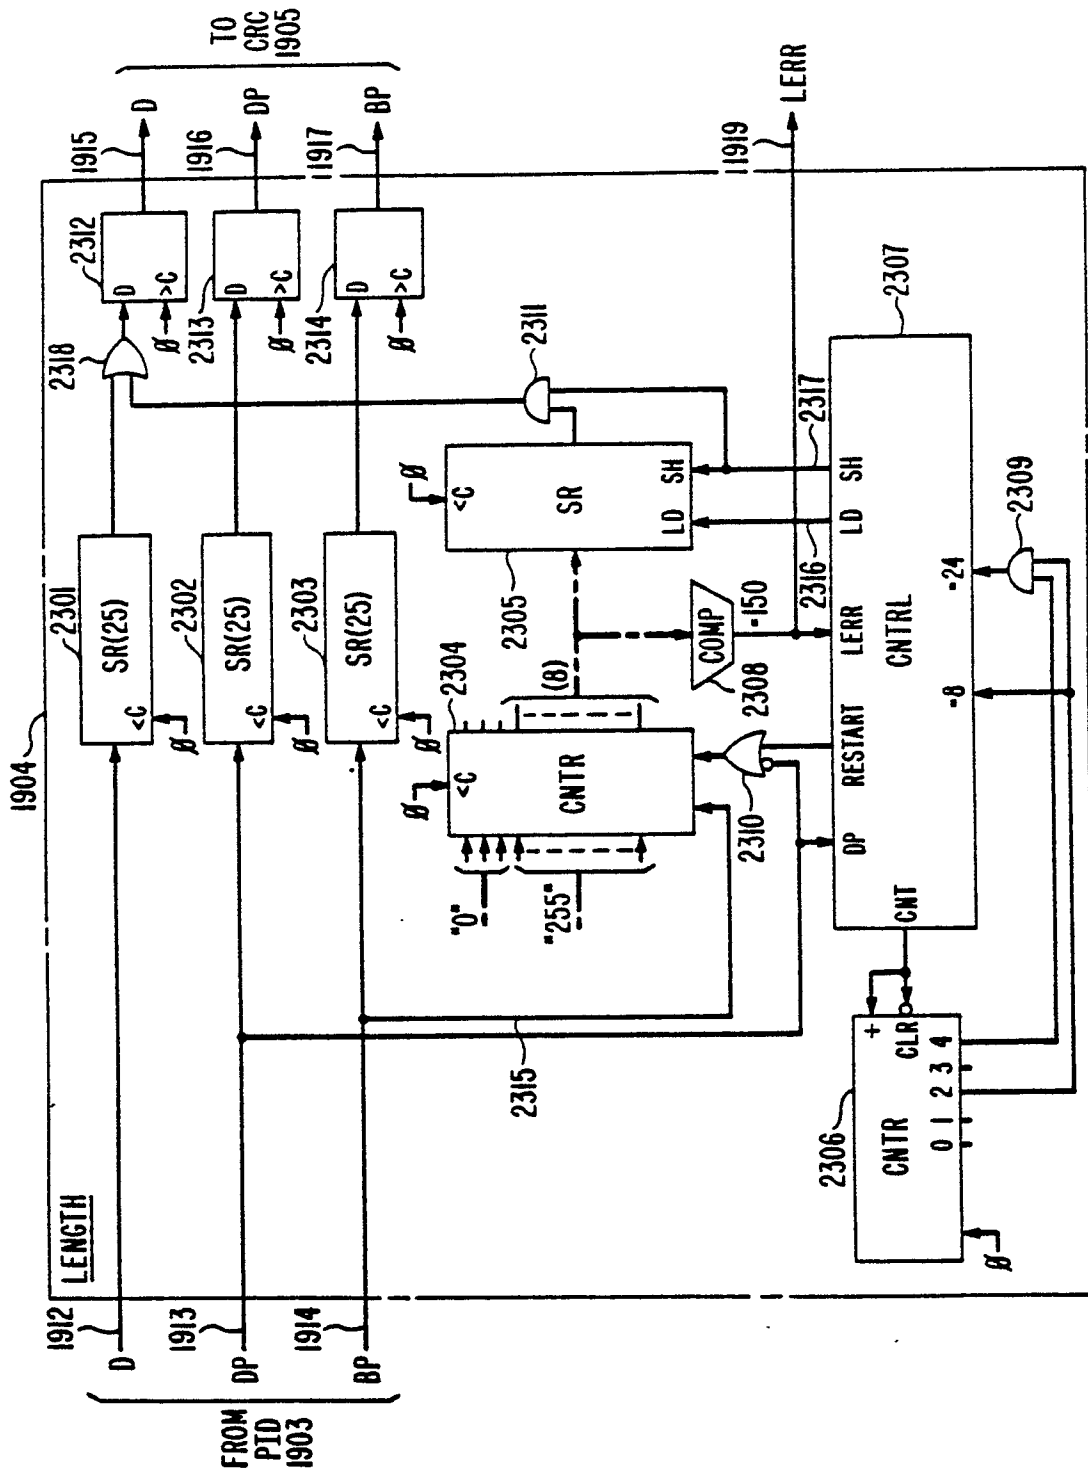 1904
LENGTH
FROM
PID
1903
D
1912
DP
1913
BP
1914
2301
SR(25)
<C
Ø
2302
SR(25)
<C
Ø
2303
SR(25)
<C
Ø
2318
2312
D
>C
Ø
2313
D
>C
Ø
2314
D
>C
Ø
1915
D
1916
DP
1917
BP
TO
CRC
1905
"0"
"255"
Ø
<C
2304
CNTR
(8)
2305
Ø
<C
SR
LD
SH
2311
2315
2310
COMP
2308
=150
2316
2317
1919
LERR
2307
DP
RESTART
LERR
LD
SH
CNT
CNTRL
=8
=24
2309
2306
+
CLR
CNTR
0 1 2 3 4
Ø